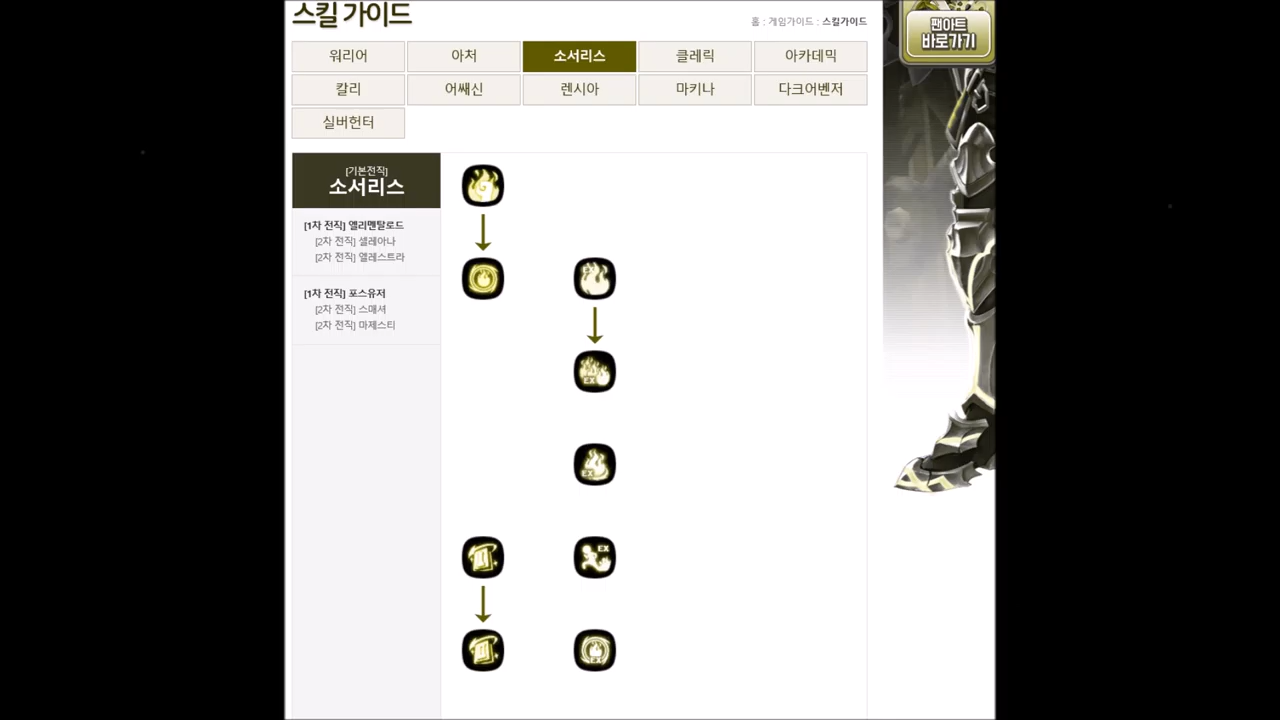 스킬 가이드
홈 : 게임가이드 : 스킬가이드
팬아트
바로가기
워리어
아처
소서리스
클레릭
아카데믹
칼리
어쌔신
렌시아
마키나
다크어벤저
실버헌터
[기본전직]
소서리스
[1차 전직] 엘리멘탈로드
[2차 전직] 샐레아나
[2차 전직] 엘레스트라
[1차 전직] 포스유저
[2차 전직] 스매셔
[2차 전직] 마제스티
EX
EX
EX
EX
EX